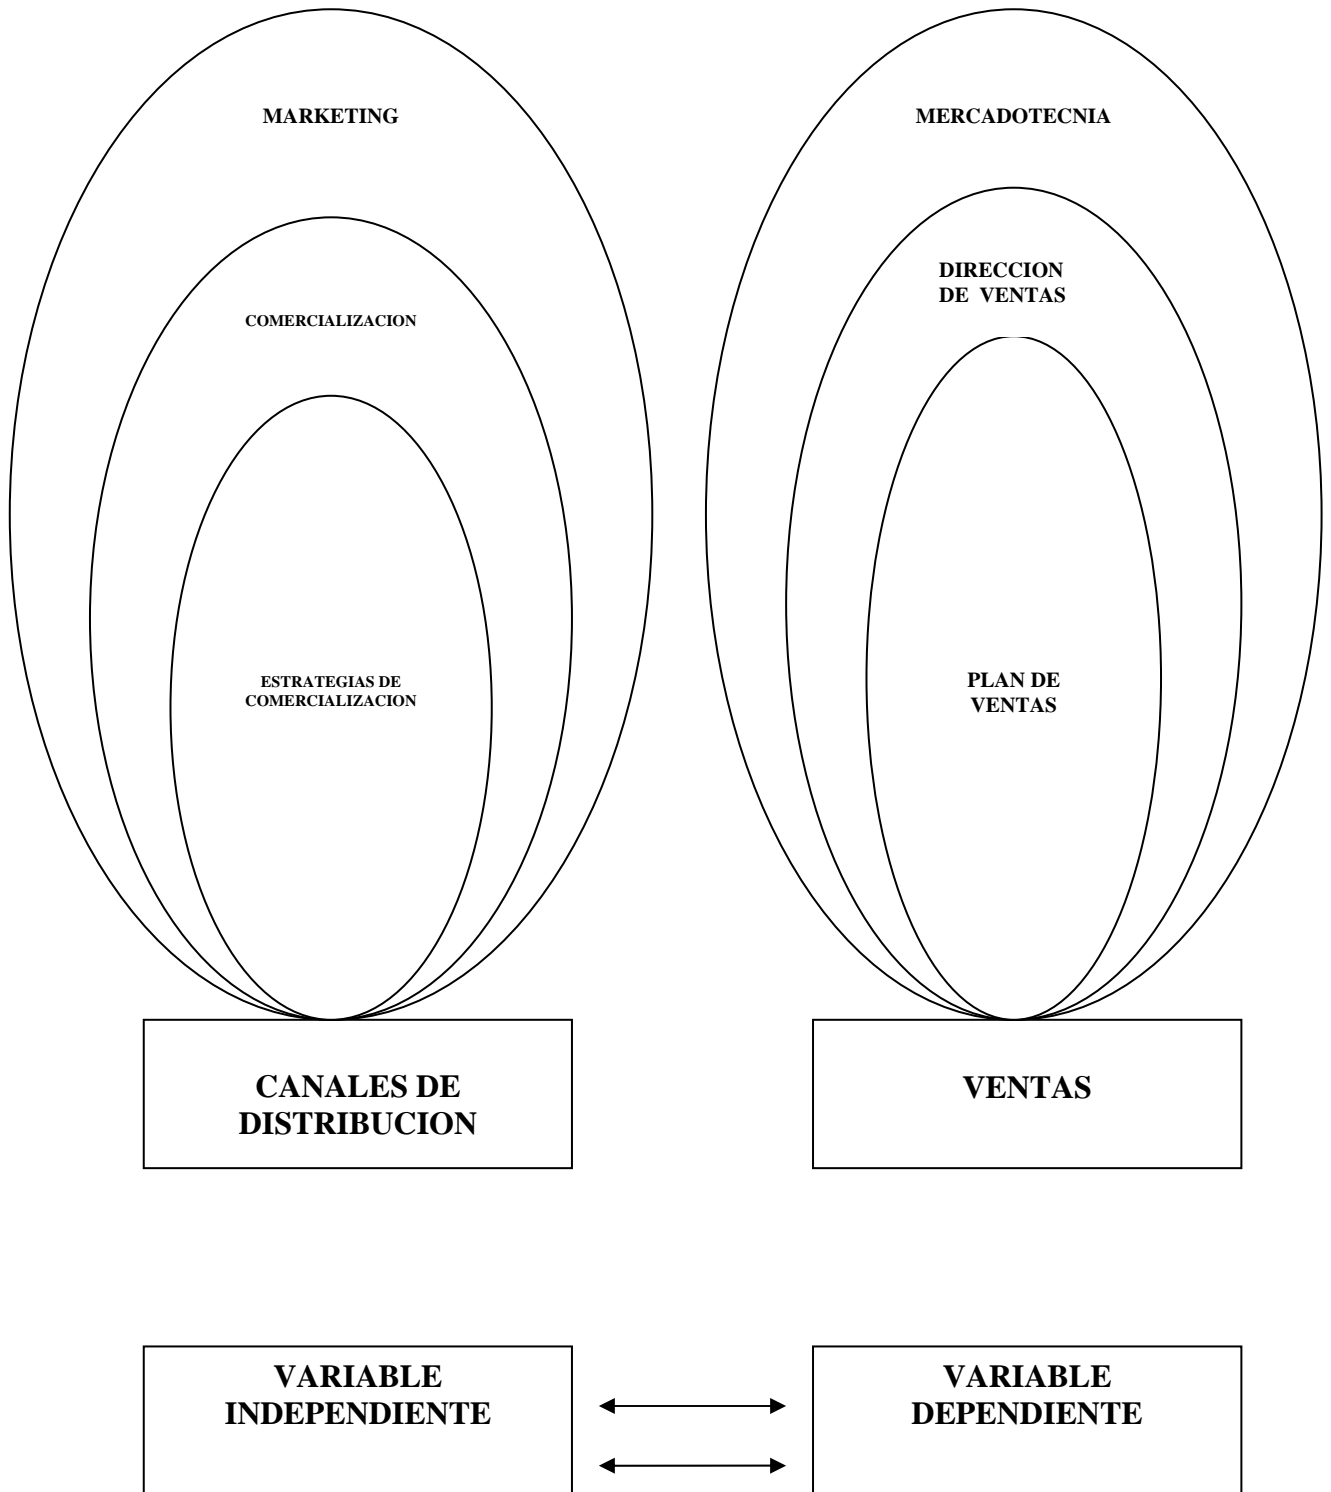 MARKETING
COMERCIALIZACION
ESTRATEGIAS DE
COMERCIALIZACION
CANALES DE
DISTRIBUCION
MERCADOTECNIA
DIRECCION
DE  VENTAS
PLAN DE
VENTAS
VENTAS
VARIABLE
INDEPENDIENTE
VARIABLE
DEPENDIENTE